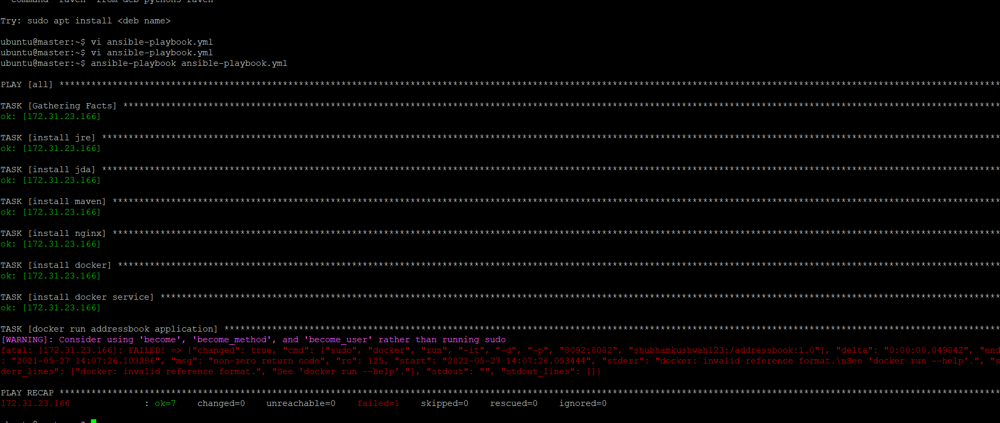 command 'raven' from deb python3-raven
Try: sudo apt install <deb name>
ubuntu@master:~$ vi ansible-playbook.yml
ubuntu@master:~$ vi ansible-playbook.yml
ubuntu@master:~$ ansible-playbook ansible-playbook.yml
PLAY [all] *********************************************************************************************************************************************************************************
TASK [Gathering Facts] *********************************************************************************************************************************************************************
ok: [172.31.23.166]
TASK [install jre] *************************************************************************************************************************************************************************
ok: [172.31.23.166]
TASK [install jda] *************************************************************************************************************************************************************************
ok: [172.31.23.166]
TASK [install maven] ***********************************************************************************************************************************************************************
ok: [172.31.23.166]
TASK [install nginx] ***********************************************************************************************************************************************************************
ok: [172.31.23.166]
TASK [install docker] **********************************************************************************************************************************************************************
ok: [172.31.23.166]
TASK [install docker service] **************************************************************************************************************************************************************
ok: [172.31.23.166]
TASK [docker run addressbook application] **************************************************************************************************************************************************
[WARNING]: Consider using 'become', 'become_method', and 'become_user' rather than running sudo
fatal: [172.31.23.166]: FAILED! => {"changed": true, "cmd": ["sudo", "docker", "run", "-it", "-d", "-p", "8092:8082", "shubhamkushwah123:/addressbook:1.0"], "delta": "0:00:00.049842", "end
: "2021-05-27 14:07:26.103286", "msg": "non-zero return code", "rc": 125, "start": "2021-05-27 14:07:26.053444", "stderr": "docker: invalid reference format.\nSee 'docker run --help'.", "s
derr_lines": ["docker: invalid reference format.", "See 'docker run --help'."], "stdout": "", "stdout_lines": []}
PLAY RECAP *********************************************************************************************************************************************************************************
172.31.23.166 : ok=7 changed=0 unreachable=0 failed=1 skipped=0 rescued=0 ignored=0